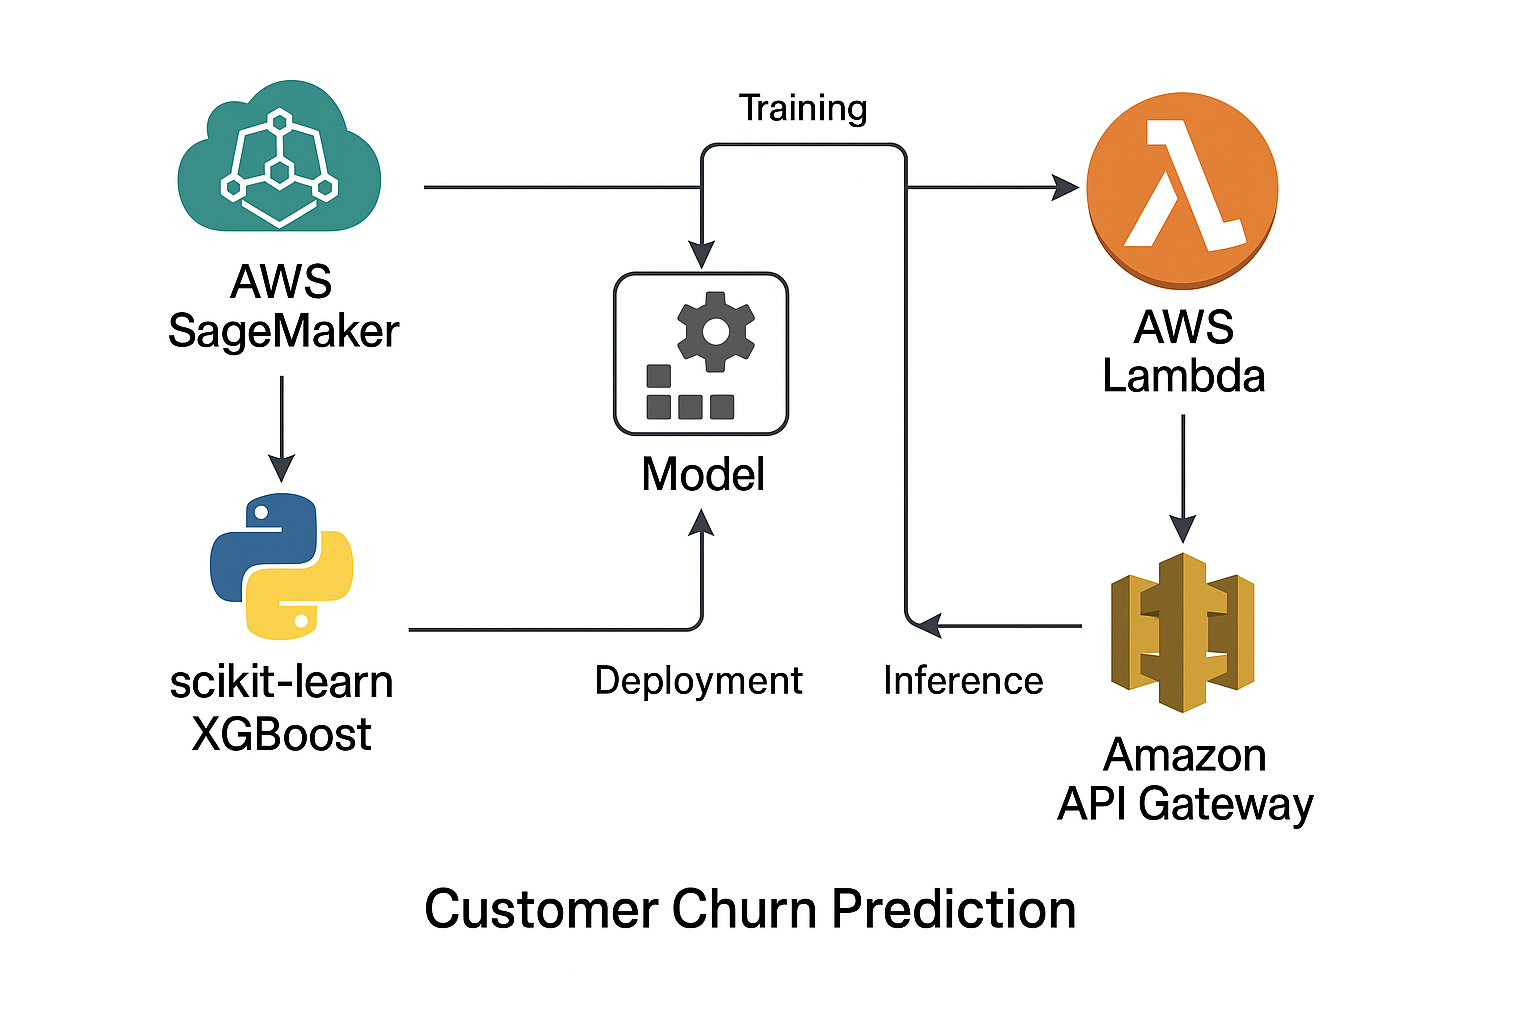 Training
AWS
SageMaker
AWS
Lambda
Model
scikit-learn
XGBoost
Deployment
Inference
Amazon
API Gateway
Customer Churn Prediction